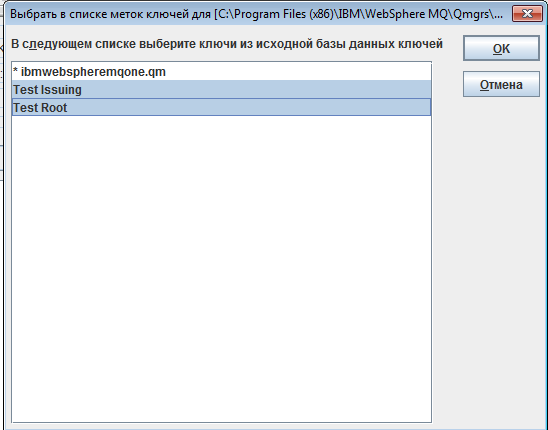 Выбрать в списке меток ключей для [C:\Program Files (x86)\IBM\WebSphere MQ\Qmgrs\...
В следующем списке выберите ключи из исходной базы данных ключей
OK
* ibmwebspheremqone.qm
Отмена
Test Issuing
Test Root